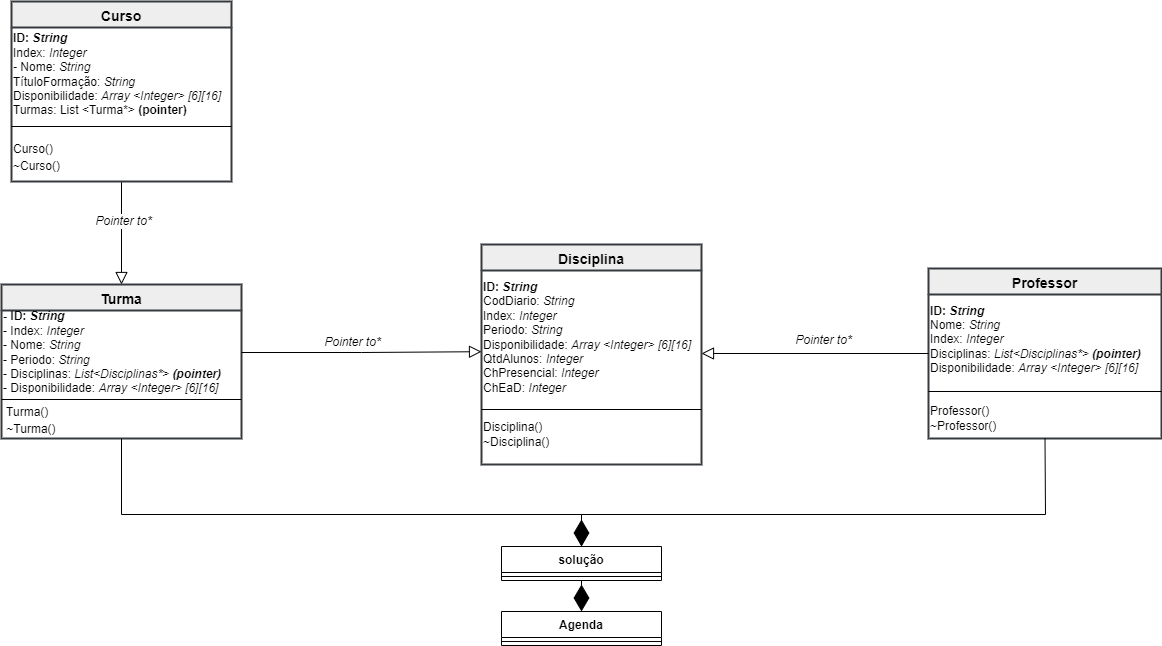 Curso
ID: String
Index: Integer
- Nome: String
TítuloFormação: String
Disponibilidade: Array <Integer> [6][16]
Turmas: List <Turma*> (pointer)
Curso()
~Curso()
Pointer to*
Turma
- ID: String
- Index: Integer
- Nome: String
- Periodo: String
- Disciplinas: List<Disciplinas*> (pointer)
- Disponibilidade: Array <Integer> [6][16]
Turma()
~Turma()
Pointer to*
Disciplina
ID: String
CodDiario: String
Index: Integer
Periodo: String
Disponibilidade: Array <Integer> [6][16]
QtdAlunos: Integer
ChPresencial: Integer
ChEaD: Integer
Disciplina()
~Disciplina()
Pointer to*
Professor
ID: String
Nome: String
Index: Integer
Disciplinas: List<Disciplinas*> (pointer)
Disponibilidade: Array <Integer> [6][16]
Professor()
~Professor()
solução
Agenda